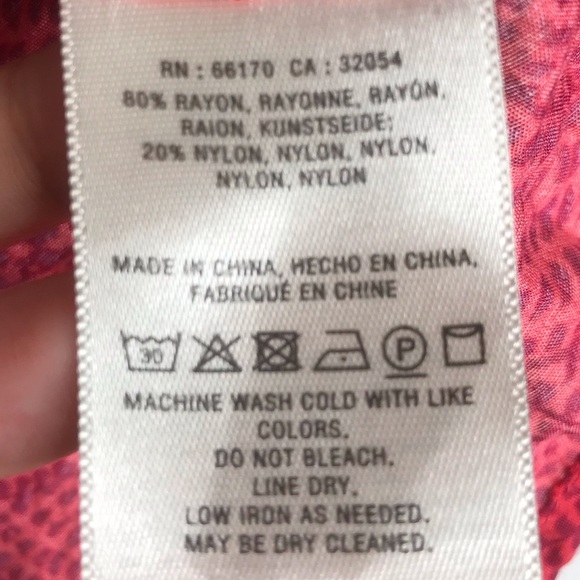 RN : 66170 CA : 32054
80% RAYON, RAYONNE, RAYÓN,
RAION, KUNSTSEIDE;
20% NYLON, NYLON, NYLON,
NYLON, NYLON
MADE IN CHINA, HECHO EN CHINA,
FABRIQUÉ EN CHINE
30 P
MACHINE WASH COLD WITH LIKE
COLORS.
DO NOT BLEACH.
LINE DRY.
LOW IRON AS NEEDED.
MAY BE DRY CLEANED.